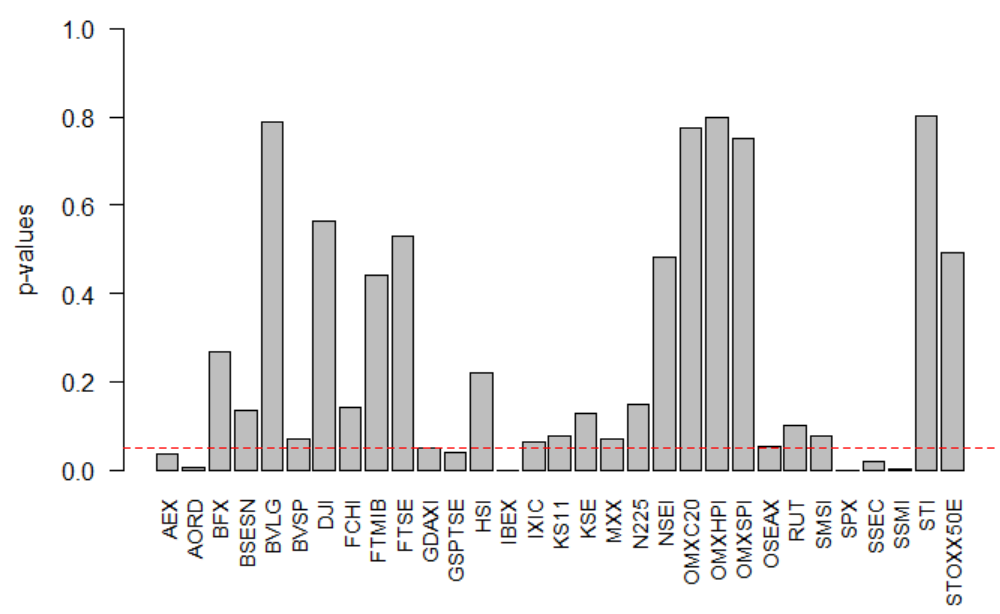 1.0
0.8
0.6
0.4
0.2
0.0
p-values
AEX
AORD
BFX
BSESN
BVLG
BVSP
DJI
FCHI
FTMIB
FTSE
GDAXI
GSPTSE
HSI
IBEX
IXIC
KS11
KSE
MXX
N225
NSEI
OMXC20
OMXHPI
OMXSPI
OSEAX
RUT
SMSI
SPX
SSEC
SSMI
STI
STOXX50E